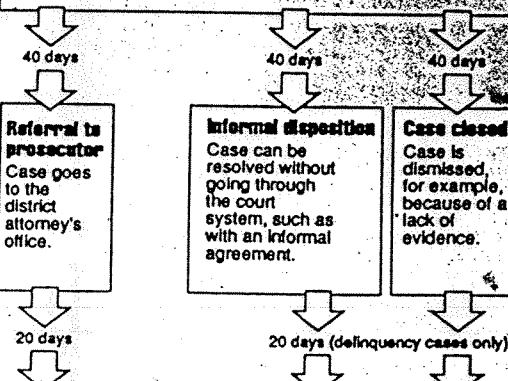 40 days
40 days
40 days
Referral to
prosecutor
Case goes
to the
district
attorney's
office.
Informal disposition
Case can be
resolved without
going through
the court
system, such as
with an informal
agreement.
Case closed
Case is
dismissed,
for example,
because of a
lack of
evidence.
20 days
20 days (delinquency cases only)